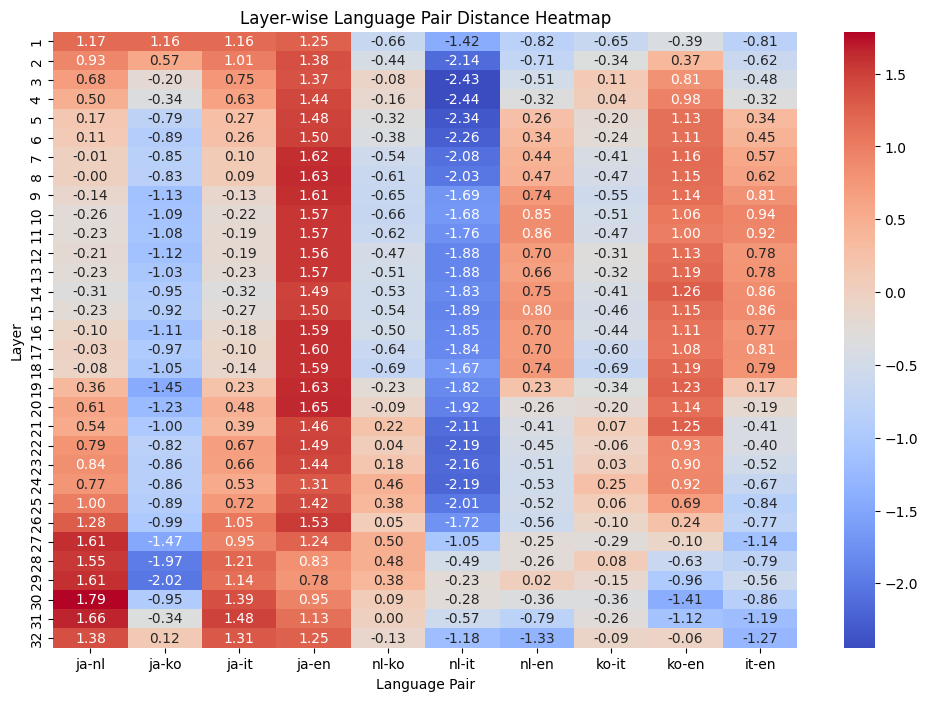 Layer-wise Language Pair Distance Heatmap
1 1.17 1.16 1.16 1.25 -0.66 -1.42 -0.82 -0.65 -0.39 -0.81
2 0.93 0.57 1.01 1.38 -0.44 -2.14 -0.71 -0.34 0.37 -0.62
3 0.68 -0.20 0.75 1.37 -0.08 -2.43 -0.51 0.11 0.81 -0.48
4 0.50 -0.34 0.63 1.44 -0.16 -2.44 -0.32 0.04 0.98 -0.32
5 0.17 -0.79 0.27 1.48 -0.32 -2.34 0.26 -0.20 1.13 0.34
6 0.11 -0.89 0.26 1.50 -0.38 -2.26 0.34 -0.24 1.11 0.45
7 -0.01 -0.85 0.10 1.62 -0.54 -2.08 0.44 -0.41 1.16 0.57
8 -0.00 -0.83 0.09 1.63 -0.61 -2.03 0.47 -0.47 1.15 0.62
9 -0.14 -1.13 -0.13 1.61 -0.65 -1.69 0.74 -0.55 1.14 0.81
10 -0.26 -1.09 -0.22 1.57 -0.66 -1.68 0.85 -0.51 1.06 0.94
11 -0.23 -1.08 -0.19 1.57 -0.62 -1.76 0.86 -0.47 1.00 0.92
12 -0.21 -1.12 -0.19 1.56 -0.47 -1.88 0.70 -0.31 1.13 0.78
13 -0.23 -1.03 -0.23 1.57 -0.51 -1.88 0.66 -0.32 1.19 0.78
14 -0.31 -0.95 -0.32 1.49 -0.53 -1.83 0.75 -0.41 1.26 0.86
15 -0.23 -0.92 -0.27 1.50 -0.54 -1.89 0.80 -0.46 1.15 0.86
16 -0.10 -1.11 -0.18 1.59 -0.50 -1.85 0.70 -0.44 1.11 0.77
17 -0.03 -0.97 -0.10 1.60 -0.64 -1.84 0.70 -0.60 1.08 0.81
18 -0.08 -1.05 -0.14 1.59 -0.69 -1.67 0.74 -0.69 1.19 0.79
19 0.36 -1.45 0.23 1.63 -0.23 -1.82 0.23 -0.34 1.23 0.17
20 0.61 -1.23 0.48 1.65 -0.09 -1.92 -0.26 -0.20 1.14 -0.19
21 0.54 -1.00 0.39 1.46 0.22 -2.11 -0.41 0.07 1.25 -0.41
22 0.79 -0.82 0.67 1.49 0.04 -2.19 -0.45 -0.06 0.93 -0.40
23 0.84 -0.86 0.66 1.44 0.18 -2.16 -0.51 0.03 0.90 -0.52
24 0.77 -0.86 0.53 1.31 0.46 -2.19 -0.53 0.25 0.92 -0.67
25 1.00 -0.89 0.72 1.42 0.38 -2.01 -0.52 0.06 0.69 -0.84
26 1.28 -0.99 1.05 1.53 0.05 -1.72 -0.56 -0.10 0.24 -0.77
27 1.61 -1.47 0.95 1.24 0.50 -1.05 -0.25 -0.29 -0.10 -1.14
28 1.55 -1.97 1.21 0.83 0.48 -0.49 -0.26 0.08 -0.63 -0.79
29 1.61 -2.02 1.14 0.78 0.38 -0.23 0.02 -0.15 -0.96 -0.56
30 1.79 -0.95 1.39 0.95 0.09 -0.28 -0.36 -0.36 -1.41 -0.86
31 1.66 -0.34 1.48 1.13 0.00 -0.57 -0.79 -0.26 -1.12 -1.19
32 1.38 0.12 1.31 1.25 -0.13 -1.18 -1.33 -0.09 -0.06 -1.27
ja-nl ja-ko ja-it ja-en nl-ko nl-it nl-en ko-it ko-en it-en
Language Pair
Layer
1.5
1.0
0.5
0.0
-0.5
-1.0
-1.5
-2.0